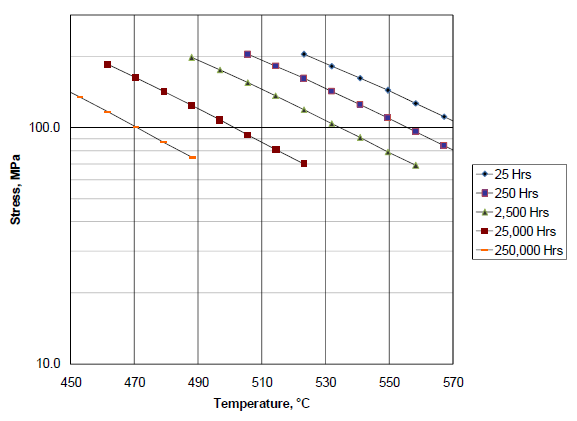 100.0
10.0
Stress, MPa
450 470 490 510 530 550 570
Temperature, °C
25 Hrs
250 Hrs
2,500 Hrs
25,000 Hrs
250,000 Hrs